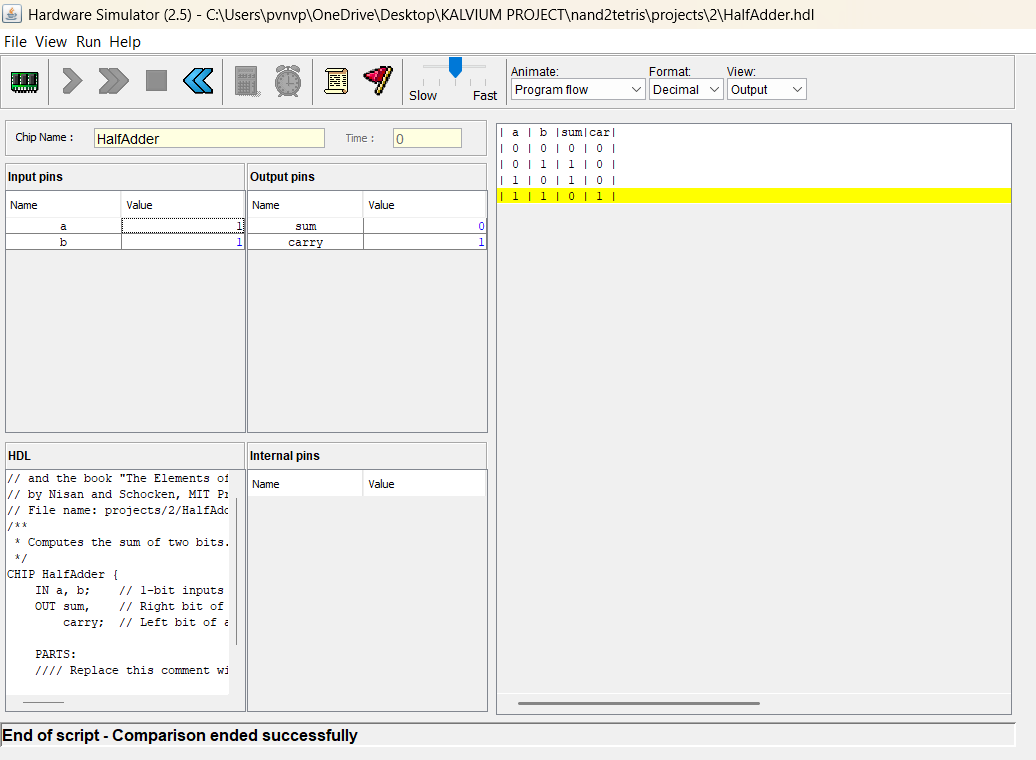 Hardware Simulator (2.5) - C:\Users\pvnvp\OneDrive\Desktop\KALVIUM PROJECT\nand2tetris\projects\2\HalfAdder.hdl
File View Run Help
Slow Fast
Animate: Format: View:
Program flow Decimal Output
Chip Name : HalfAdder Time : 0
Input pins
Name Value
a 1
b 1
Output pins
Name Value
sum 0
carry 1
| a | b |sum|car|
| 0 | 0 | 0 | 0 |
| 0 | 1 | 1 | 0 |
| 1 | 0 | 1 | 0 |
| 1 | 1 | 0 | 1 |
HDL
// and the book "The Elements of
// by Nisan and Schocken, MIT Pr
// File name: projects/2/HalfAdd
/**
* Computes the sum of two bits.
*/
CHIP HalfAdder {
IN a, b; // 1-bit inputs
OUT sum, // Right bit of
carry; // Left bit of a
PARTS:
//// Replace this comment wi
Internal pins
Name Value
End of script - Comparison ended successfully